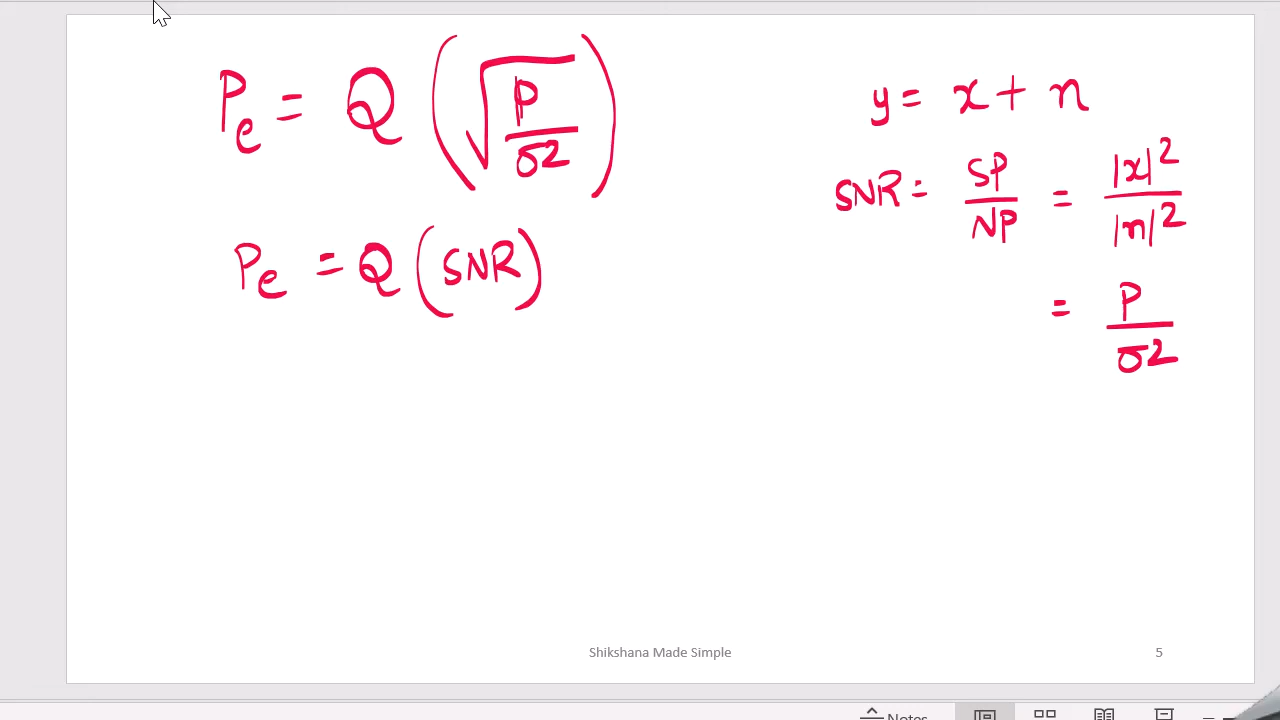 Pe = Q (√(P/σ2))
y = x + n
SNR = SP/NP = |x|2/|n|2
Pe = Q (SNR)
= P/σ2
Shikshana Made Simple
5
Notes